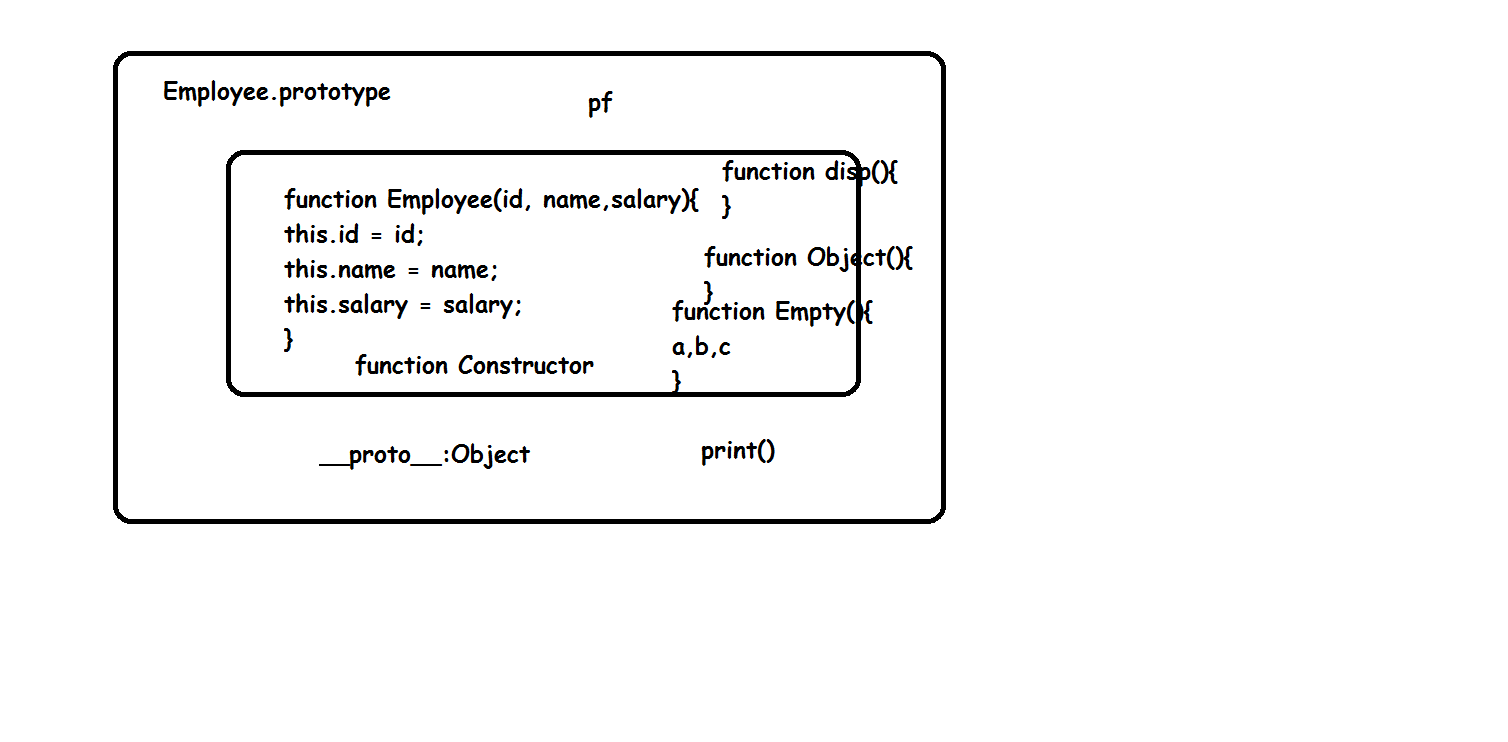 Employee.prototype
pf
function disp(){
}
function Employee(id, name,salary){
this.id = id;
this.name = name;
this.salary = salary;
}
function Object(){
}
function Empty(){
a,b,c
}
function Constructor
__proto__:Object
print()